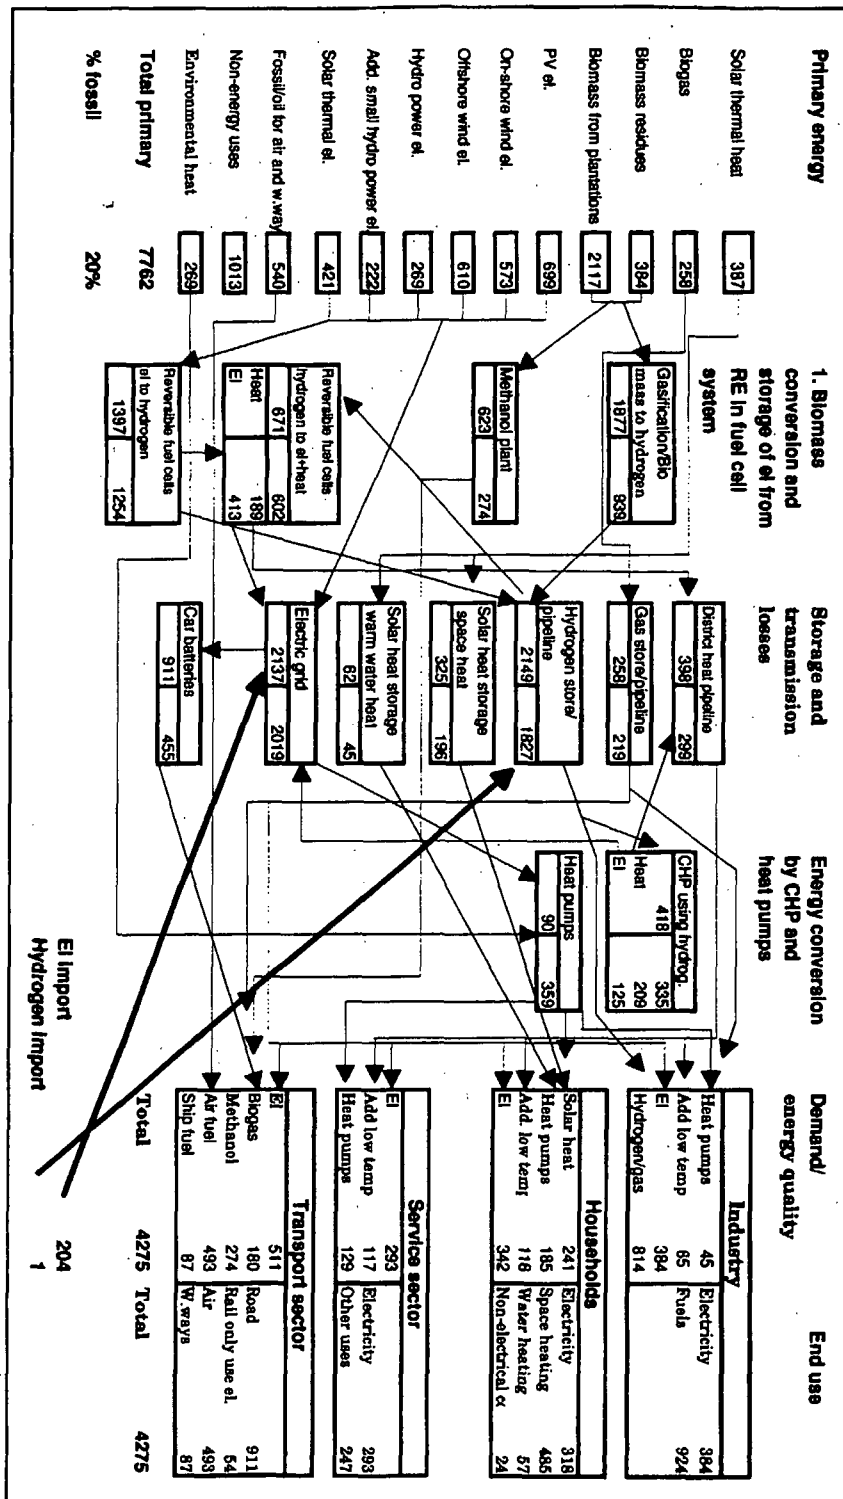 Primary energy
Solar thermal heat 387
Biogas 258
Biomass residues 384
Biomass from plantations 2117
PV el. 699
On-shore wind el. 573
Offshore wind el. 610
Hydro power el. 269
Add. small hydro power el. 222
Solar thermal el. 421
Fossil/oil for air and w.way 540
Non-energy uses 1013
Environmental heat 269
Total primary 7762
% fossil 20%
1. Biomass
conversion and
storage of el from
RE in fuel cell
system
Gasification/Bio
mass to hydrogen
1877 939
Methanol plant
623 274
Reversible fuel cells
hydrogen to el+heat
671 602
Heat 189
El 413
Reversible fuel cells
el to hydrogen
1397 1254
Storage and
transmission
losses
District heat pipeline
398 299
Gas store/pipeline
258 219
Hydrogen store/
pipeline
2149 1827
Solar heat storage
space heat
325 196
Solar heat storage
warm water heat
62 45
Electric grid
2137 2019
Car batteries
911 455
Energy conversion
by CHP and
heat pumps
CHP using hydrog.
418 335
Heat 209
El 125
Heat pumps
90 359
El import 204
Hydrogen import 1
Demand/
energy quality
End use
Industry
Heat pumps 45 Electricity 384
Add low temp 65 Fuels 924
El 384
Hydrogen/gas 814
Households
Solar heat 241 Electricity 318
Heat pumps 185 Space heating 485
Add. low temp 116 Water heating 57
El 342 Non-electrical c 24
Service sector
El 293 Electricity 293
Add low temp 117 Other uses 247
Heat pumps 129
Transport sector
El 511 Road 911
Biogas 180 Rail only use el. 54
Methanol 274 Air 493
Air fuel 493 W.ways 87
Ship fuel 87
Total 4275 Total 4275